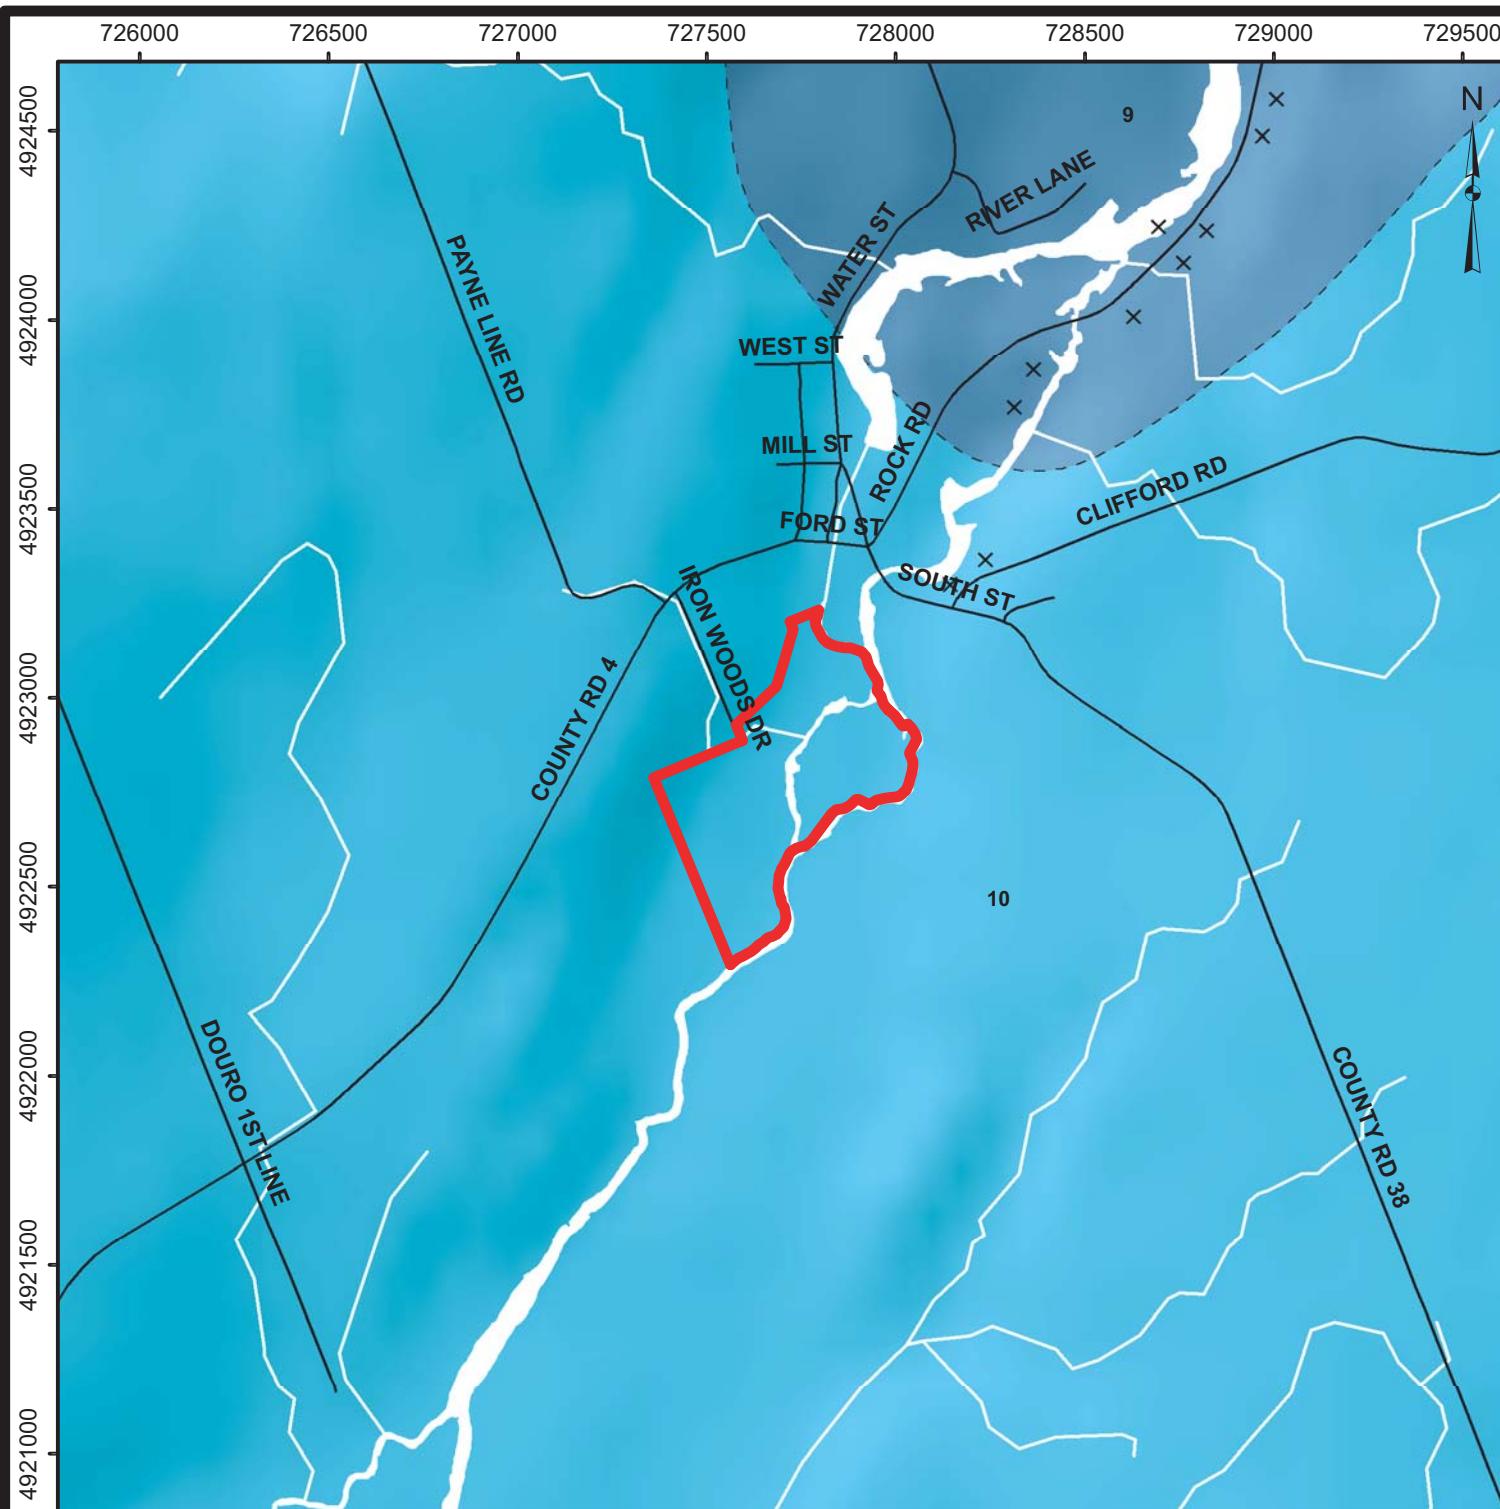 726000 726500 727000 727500 728000 728500 729000 729500
4924500
4924000
4923500
4923000
4922500
4922000
4921500
4921000
N
9
RIVER LANE
WATER ST
PAYNE LINE RD
WEST ST
MILL ST
ROCK RD
CLIFFORD RD
FORD ST
SOUTH ST
IRON WOODS DR
COUNTY RD 4
10
DOURO 1ST LINE
COUNTY RD 38